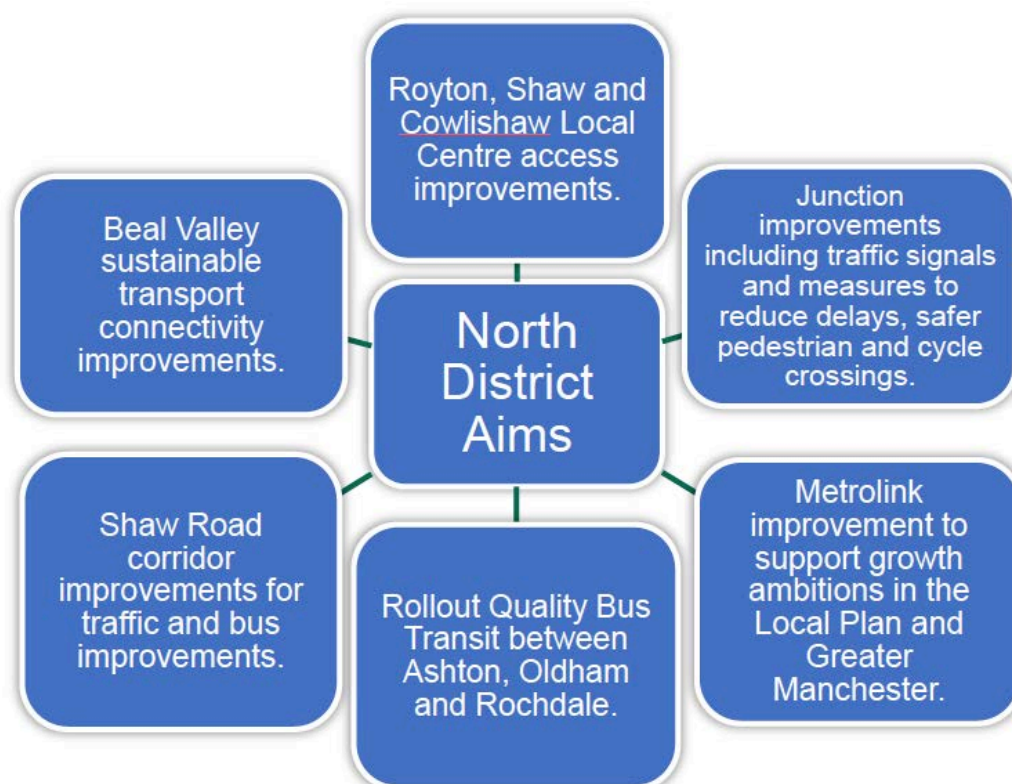 Royton, Shaw and
Cowlishaw Local
Centre access
improvements.
Beal Valley
sustainable
transport
connectivity
improvements.
North
District
Aims
Junction
improvements
including traffic signals
and measures to
reduce delays, safer
pedestrian and cycle
crossings.
Shaw Road
corridor
improvements for
traffic and bus
improvements.
Rollout Quality Bus
Transit between
Ashton, Oldham
and Rochdale.
Metrolink
improvement to
support growth
ambitions in the
Local Plan and
Greater
Manchester.